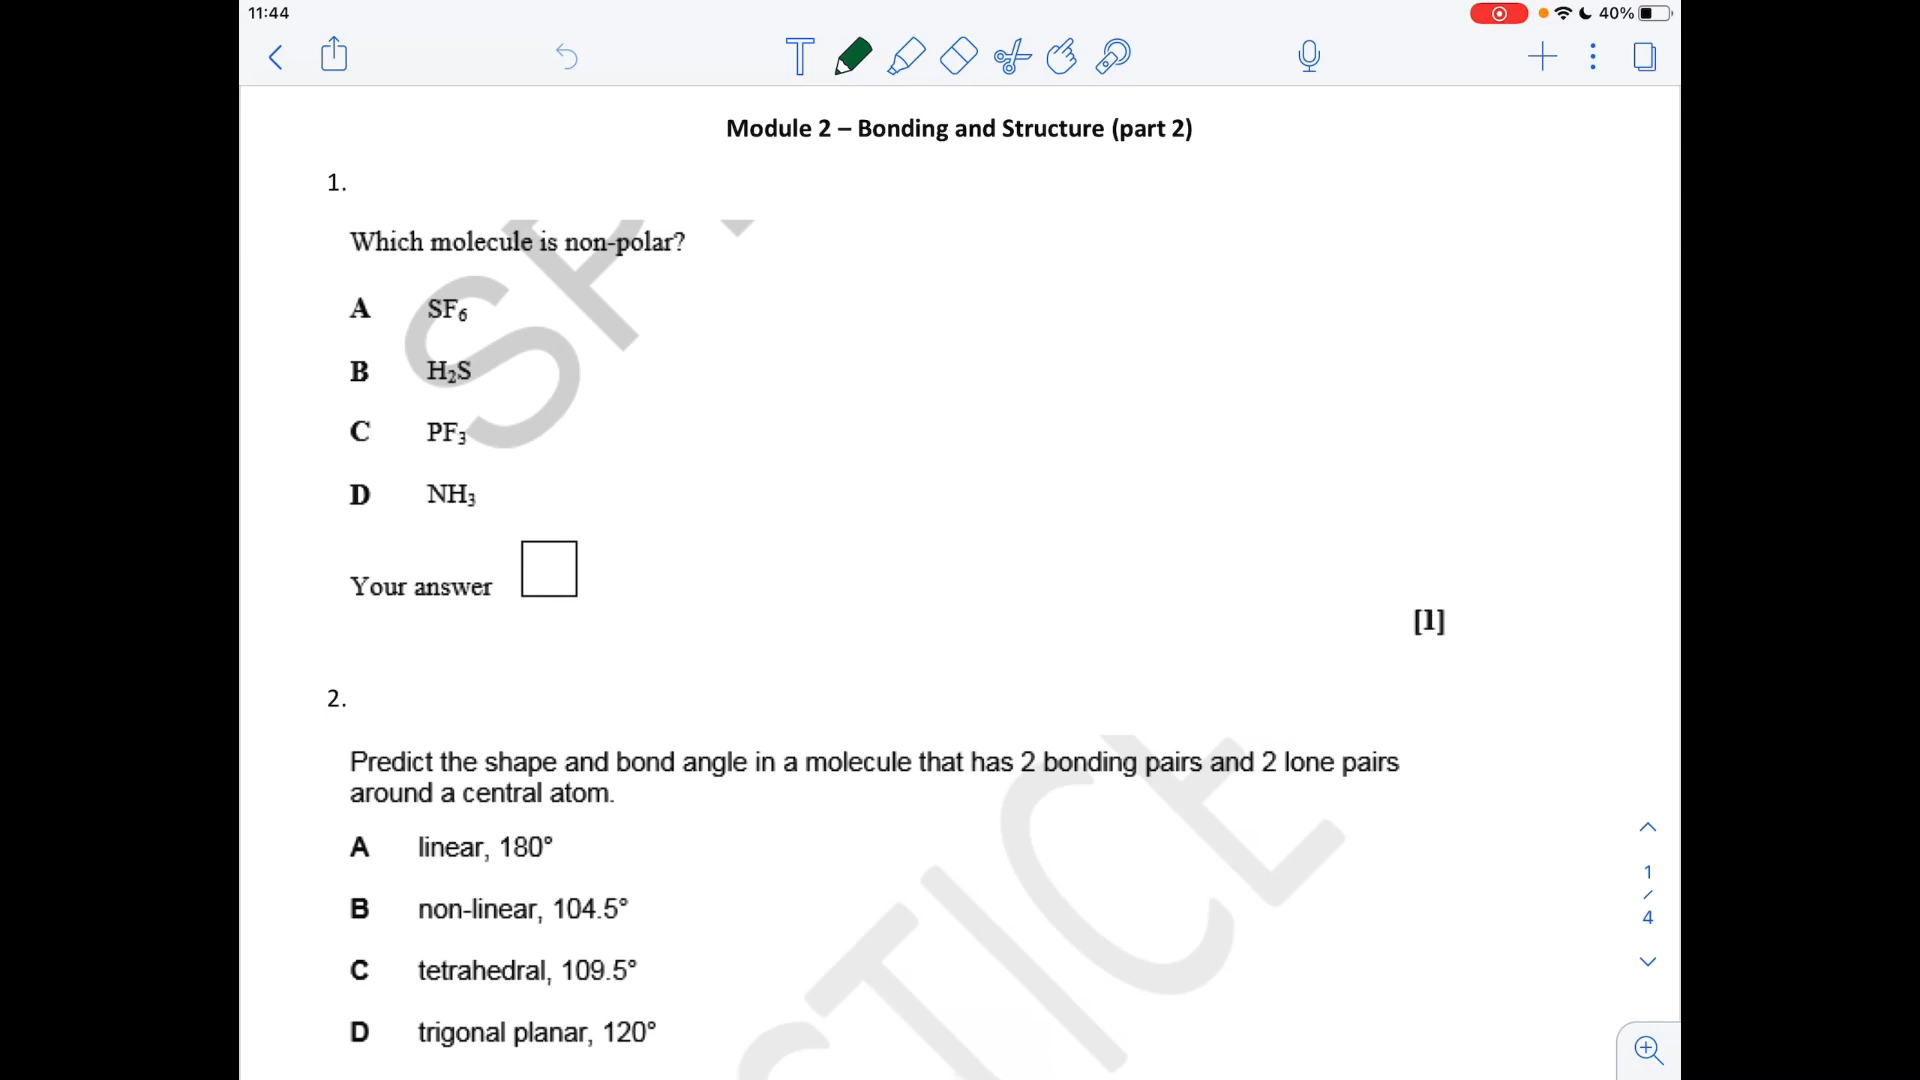 11:44
40%
Module 2 – Bonding and Structure (part 2)
1.
Which molecule is non-polar?
A SF₆
B H₂S
C PF₃
D NH₃
Your answer
[1]
2.
Predict the shape and bond angle in a molecule that has 2 bonding pairs and 2 lone pairs
around a central atom.
A linear, 180°
B non-linear, 104.5°
C tetrahedral, 109.5°
D trigonal planar, 120°
1
/
4